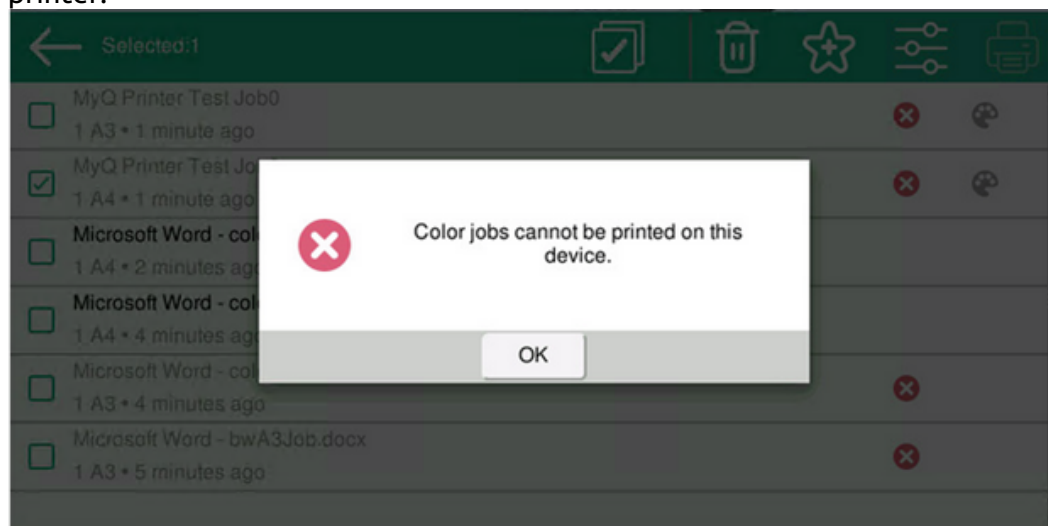 printer.
Selected:1
MyQ Printer Test Job0
1 A3 • 1 minute ago
MyQ Printer Test Jo
1 A4 • 1 minute ago
Microsoft Word - col
1 A4 • 2 minutes ag
Microsoft Word - col
1 A4 • 4 minutes ag
Microsoft Word - col
1 A3 • 4 minutes ago
Microsoft Word - bwA3Job.docx
1 A3 • 5 minutes ago
Color jobs cannot be printed on this
device.
OK